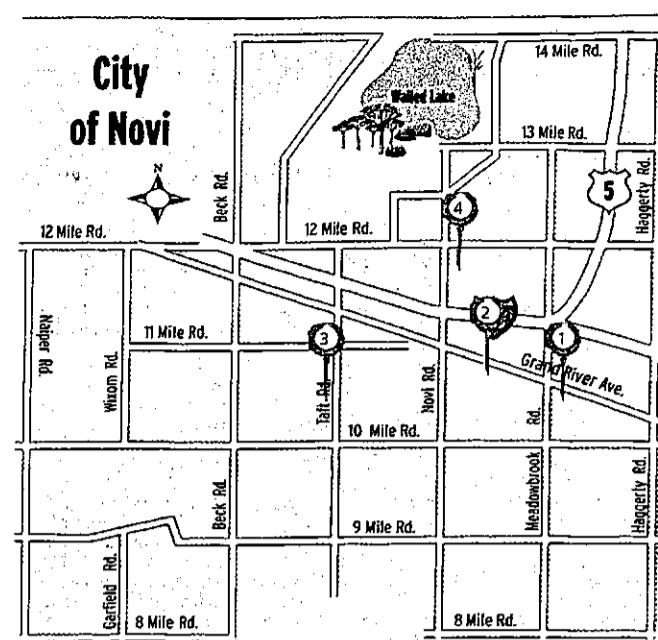 City
of Novi
N
14 Mile Rd.
Walled Lake
13 Mile Rd.
Beck Rd.
Haggerty Rd.
5
4
12 Mile Rd.
12 Mile Rd.
2
11 Mile Rd.
3
1
Napier Rd
Wixom Rd.
Taft Rd.
Novi Rd.
Grand River Ave.
10 Mile Rd.
Beck Rd.
Meadowbrook Rd.
Haggerty Rd.
9 Mile Rd.
Garfield Rd.
8 Mile Rd.
8 Mile Rd.